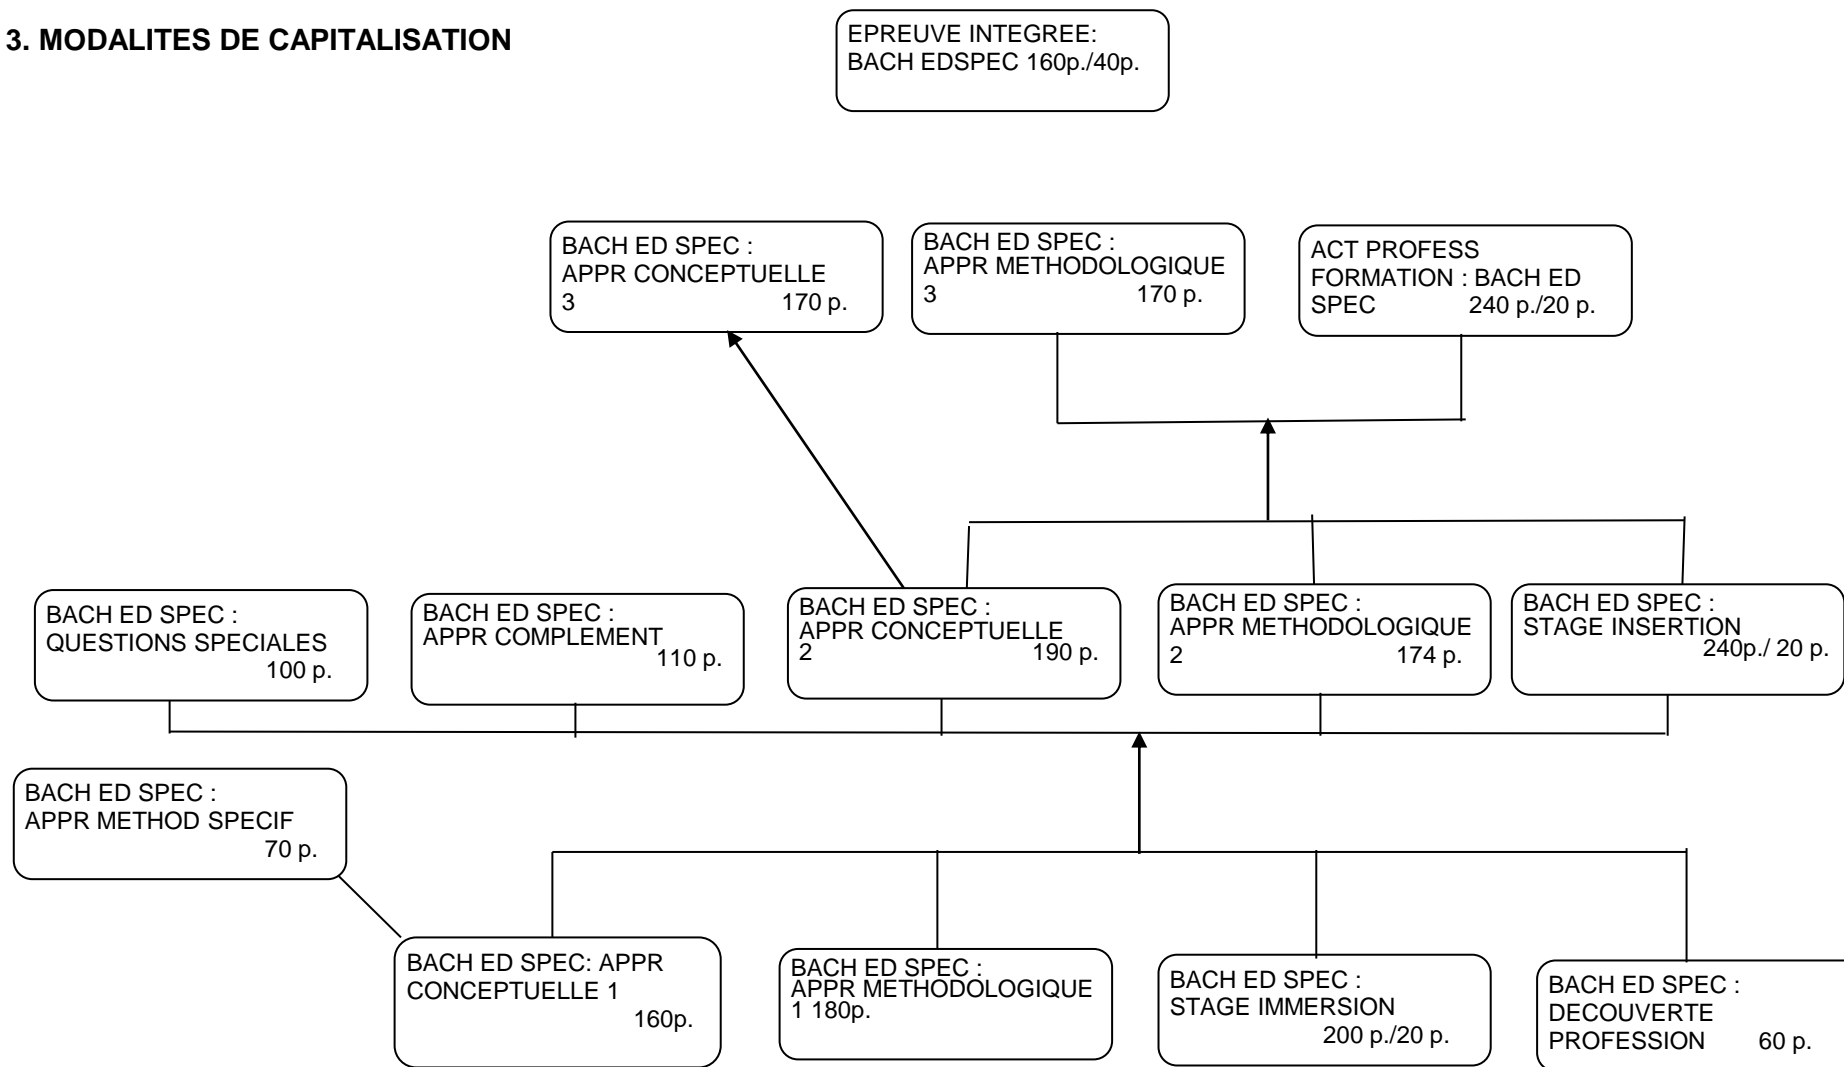 3. MODALITES DE CAPITALISATION
EPREUVE INTEGREE:
BACH EDSPEC 160p./40p.
BACH ED SPEC :
APPR CONCEPTUELLE
3 170 p.
BACH ED SPEC :
APPR METHODOLOGIQUE
3 170 p.
ACT PROFESS
FORMATION : BACH ED
SPEC 240 p./20 p.
BACH ED SPEC :
QUESTIONS SPECIALES
100 p.
BACH ED SPEC :
APPR COMPLEMENT
110 p.
BACH ED SPEC :
APPR CONCEPTUELLE
2 190 p.
BACH ED SPEC :
APPR METHODOLOGIQUE
2 174 p.
BACH ED SPEC :
STAGE INSERTION
240p./ 20 p.
BACH ED SPEC :
APPR METHOD SPECIF
70 p.
BACH ED SPEC: APPR
CONCEPTUELLE 1
160p.
BACH ED SPEC :
APPR METHODOLOGIQUE
1 180p.
BACH ED SPEC :
STAGE IMMERSION
200 p./20 p.
BACH ED SPEC :
DECOUVERTE
PROFESSION 60 p.